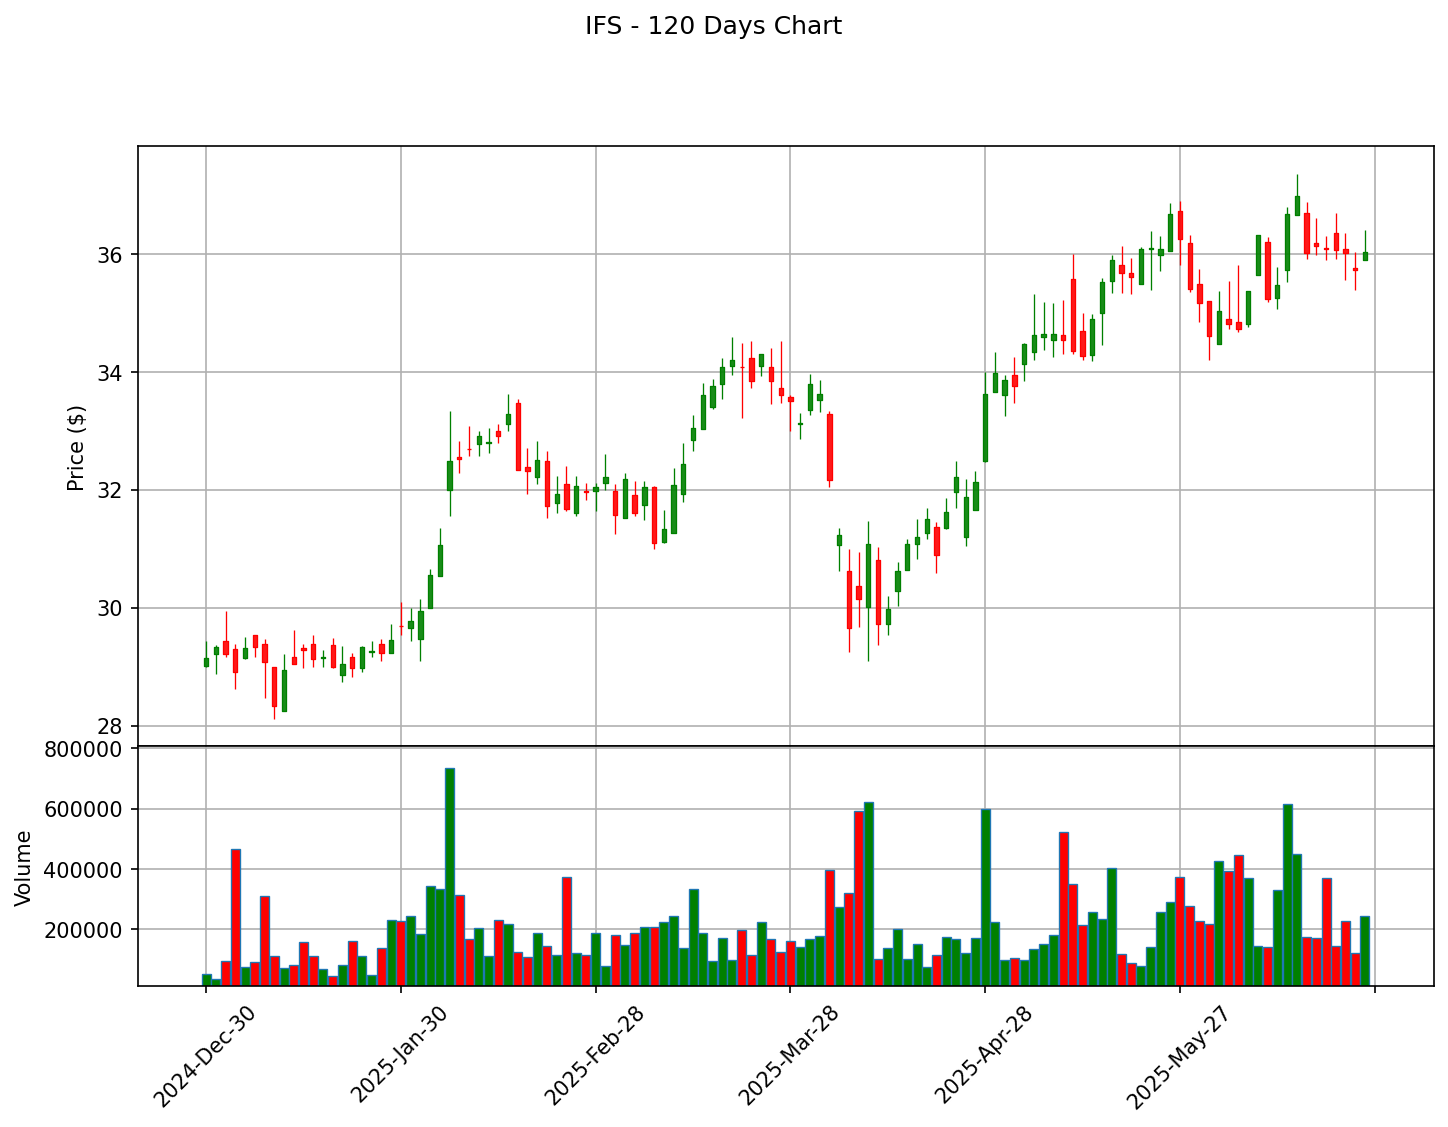 IFS - 120 Days Chart
Price ($)
36
34
32
30
28
Volume
800000
600000
400000
200000
2024-Dec-30
2025-Jan-30
2025-Feb-28
2025-Mar-28
2025-Apr-28
2025-May-27